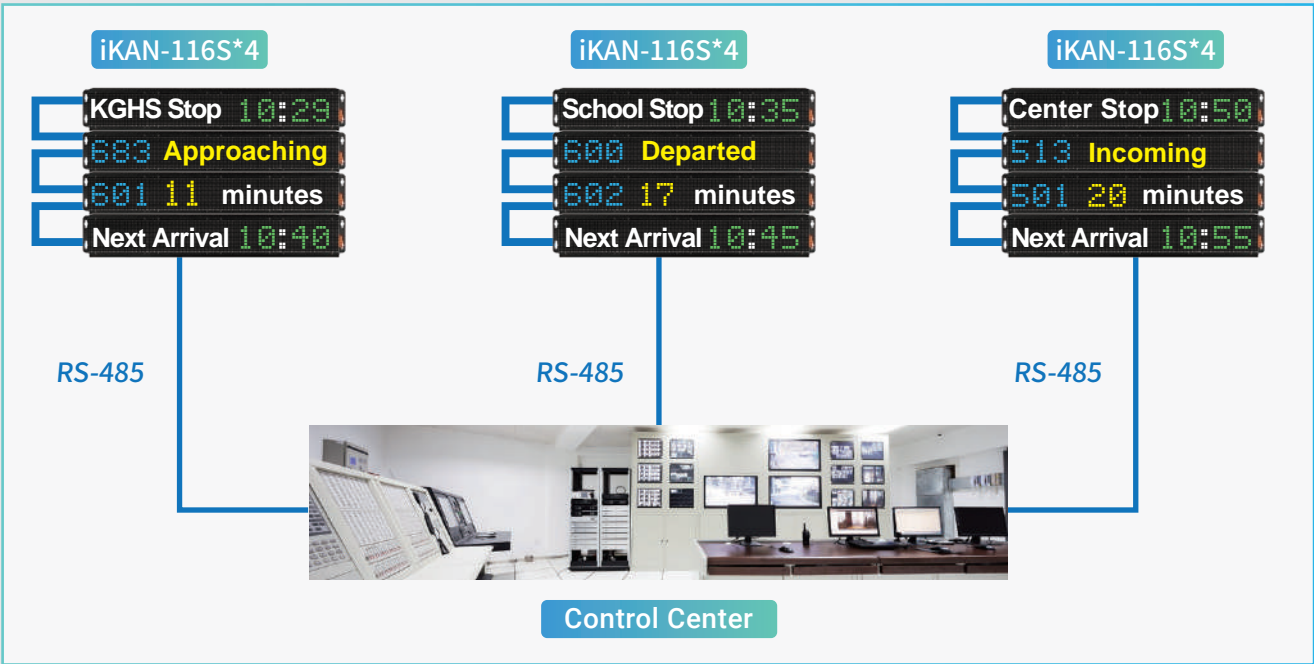 iKAN-116S*4
KGHS Stop 10:29
683 Approaching
601 11 minutes
Next Arrival 10:40
RS-485
iKAN-116S*4
School Stop 10:35
600 Departed
602 17 minutes
Next Arrival 10:45
RS-485
iKAN-116S*4
Center Stop 10:50
513 Incoming
501 20 minutes
Next Arrival 10:55
RS-485
Control Center